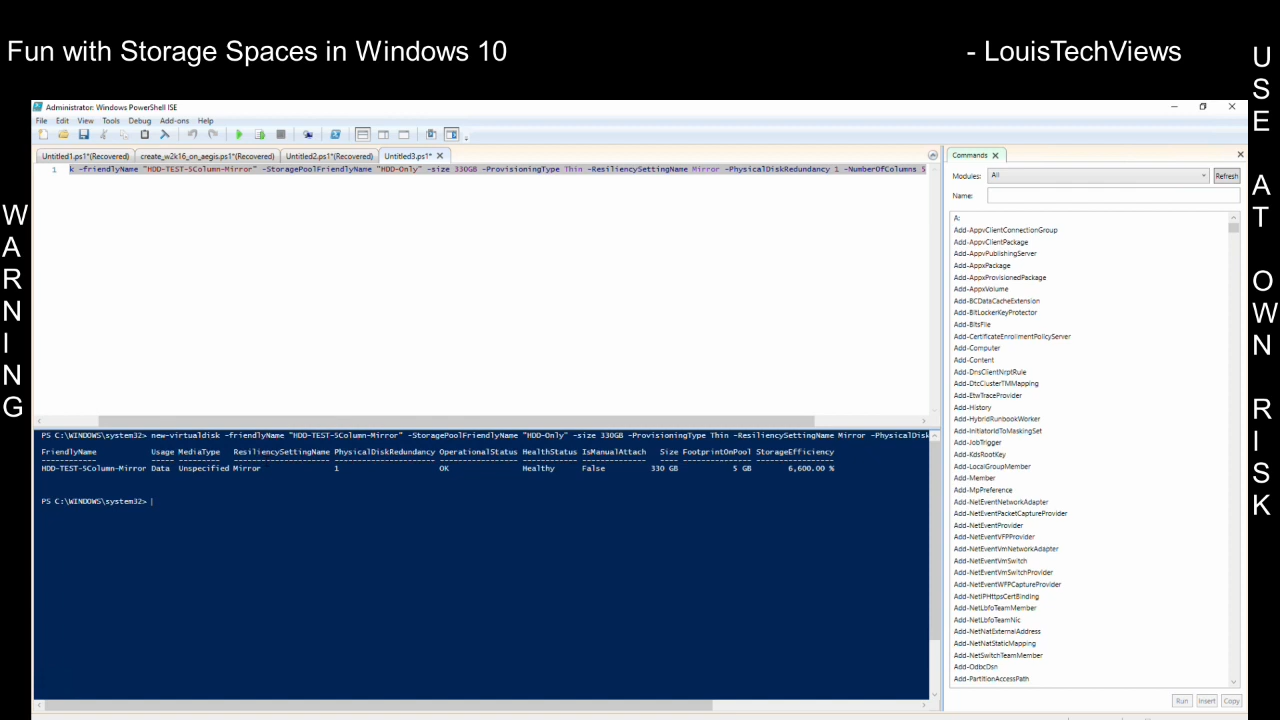 Fun with Storage Spaces in Windows 10
- LouisTechViews
USE AT OWN RISK
WARNING
Administrator: Windows PowerShell ISE
File Edit View Tools Debug Add-ons Help
Untitled1.ps1*(Recovered) create_w2k16_on_aegis.ps1*(Recovered) Untitled2.ps1*(Recovered) Untitled3.ps1*
1 k -friendlyName "HDD-TEST-5Column-Mirror" -StoragePoolFriendlyName "HDD-Only" -size 330GB -ProvisioningType Thin -ResiliencySettingName Mirror -PhysicalDiskRedundancy 1 -NumberOfColumns 5
PS C:\WINDOWS\system32> new-virtualdisk -friendlyName "HDD-TEST-5Column-Mirror" -StoragePoolFriendlyName "HDD-Only" -size 330GB -ProvisioningType Thin -ResiliencySettingName Mirror -PhysicalDisk
FriendlyName Usage MediaType ResiliencySettingName PhysicalDiskRedundancy OperationalStatus HealthStatus IsManualAttach Size FootprintOnPool StorageEfficiency
HDD-TEST-5Column-Mirror Data Unspecified Mirror 1 OK Healthy False 330 GB 5 GB 6,600.00 %
PS C:\WINDOWS\system32>
Commands
Modules: All Refresh
Name:
A:
Add-AppvClientConnectionGroup
Add-AppvClientPackage
Add-AppvPublishingServer
Add-AppxPackage
Add-AppxProvisionedPackage
Add-AppxVolume
Add-BCDataCacheExtension
Add-BitLockerKeyProtector
Add-BitsFile
Add-CertificateEnrollmentPolicyServer
Add-Computer
Add-Content
Add-DnsClientNrptRule
Add-DtcClusterTMMapping
Add-EtwTraceProvider
Add-History
Add-HybridRunbookWorker
Add-InitiatorIdToMaskingSet
Add-JobTrigger
Add-KdsRootKey
Add-LocalGroupMember
Add-Member
Add-MpPreference
Add-NetEventNetworkAdapter
Add-NetEventPacketCaptureProvider
Add-NetEventProvider
Add-NetEventVFPProvider
Add-NetEventVmNetworkAdapter
Add-NetEventVmSwitch
Add-NetEventVmSwitchProvider
Add-NetEventWFPCaptureProvider
Add-NetIPHttpsCertBinding
Add-NetLbfoTeamMember
Add-NetLbfoTeamNic
Add-NetNatExternalAddress
Add-NetNatStaticMapping
Add-NetSwitchTeamMember
Add-OdbcDsn
Add-PartitionAccessPath
Run Insert Copy